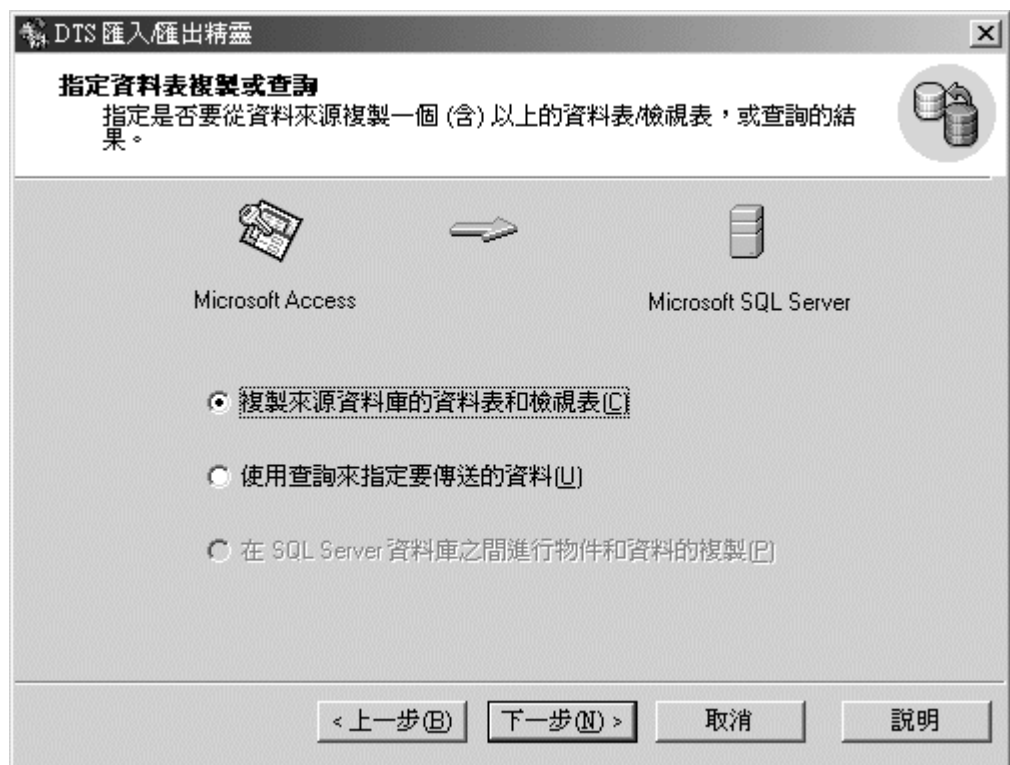 DTS 匯入/匯出精靈
指定資料表複製或查詢
指定是否要從資料來源複製一個 (含) 以上的資料表/檢視表，或查詢的結
果。
Microsoft Access
Microsoft SQL Server
複製來源資料庫的資料表和檢視表(C)
使用查詢來指定要傳送的資料(U)
在 SQL Server 資料庫之間進行物件和資料的複製(P)
< 上一步(B)
下一步(N) >
取消
說明